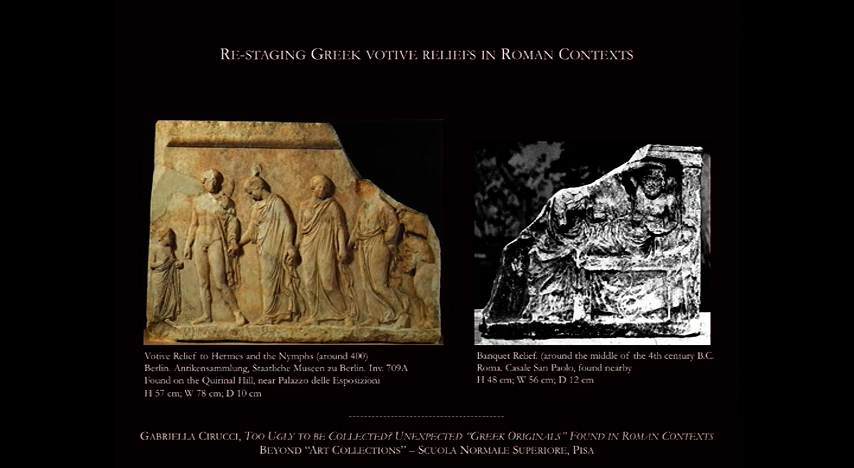 RE-STAGING GREEK VOTIVE RELIEFS IN ROMAN CONTEXTS
Votive Relief to Hermes and the Nymphs (around 400)
Berlin. Antikensammlung, Staatliche Museen zu Berlin. Inv. 709A
Found on the Quirinal Hill, near Palazzo delle Esposizioni
H 57 cm; W 78 cm; D 10 cm
Banquet Relief. (around the middle of the 4th century B.C.
Roma. Casale San Paolo, found nearby
H 48 cm; W 56 cm; D 12 cm
GABRIELLA CIRUCCI, TOO UGLY TO BE COLLECTED? UNEXPECTED “GREEK ORIGINALS” FOUND IN ROMAN CONTEXTS
BEYOND “ART COLLECTIONS” – SCUOLA NORMALE SUPERIORE, PISA